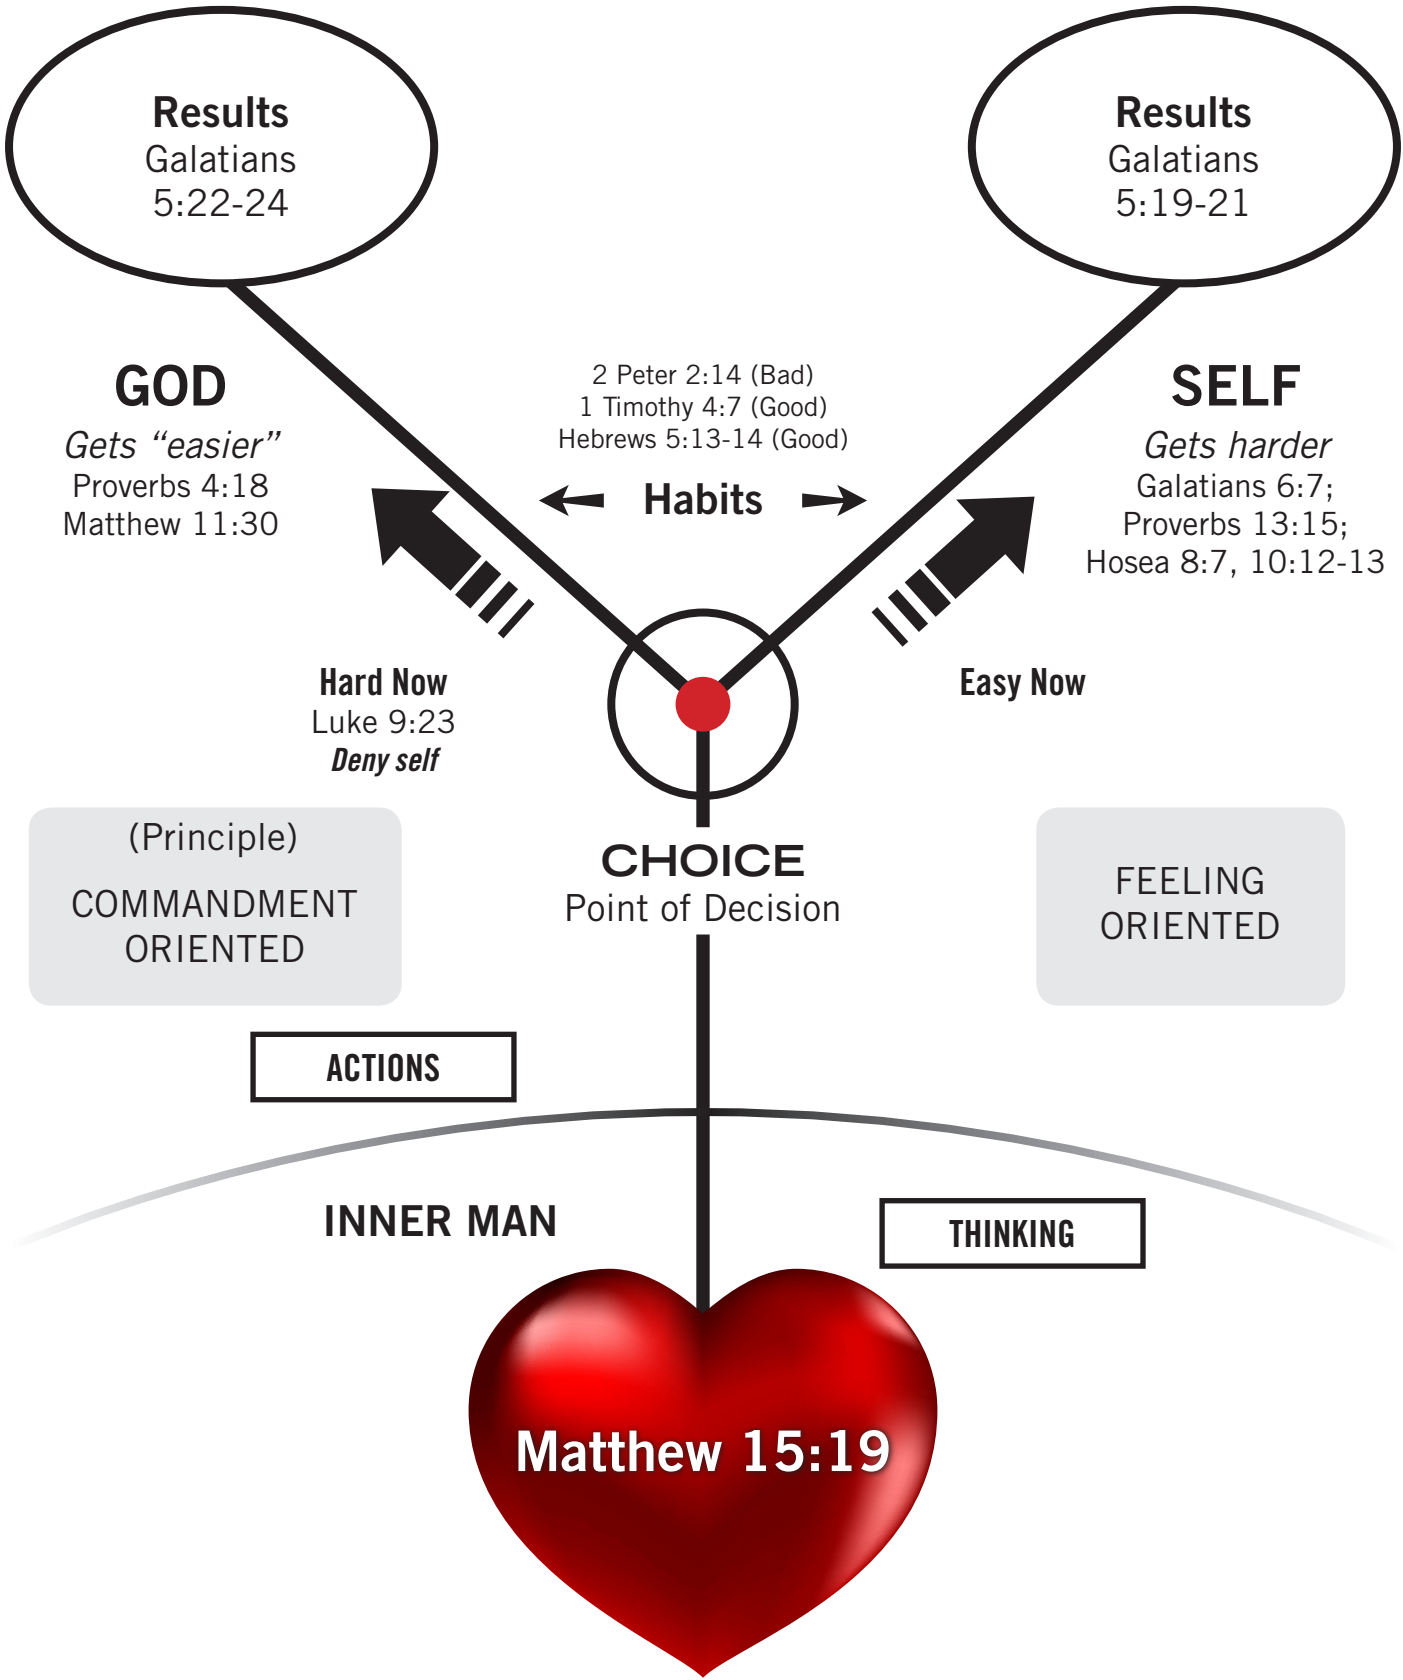 Results
Galatians
5:22-24
Results
Galatians
5:19-21
GOD
Gets “easier”
Proverbs 4:18
Matthew 11:30
2 Peter 2:14 (Bad)
1 Timothy 4:7 (Good)
Hebrews 5:13-14 (Good)
Habits
SELF
Gets harder
Galatians 6:7;
Proverbs 13:15;
Hosea 8:7, 10:12-13
Hard Now
Luke 9:23
Deny self
Easy Now
(Principle)
COMMANDMENT
ORIENTED
CHOICE
Point of Decision
FEELING
ORIENTED
ACTIONS
INNER MAN
THINKING
Matthew 15:19